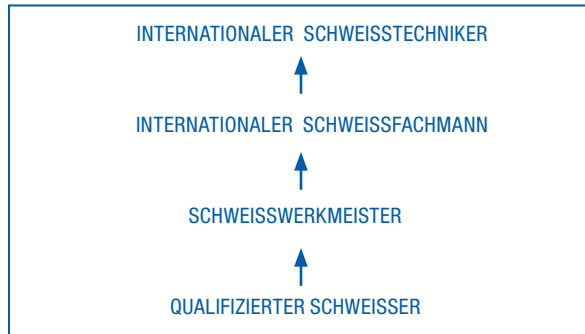 INTERNATIONALER SCHWEISSTECHNIKER
INTERNATIONALER SCHWEISSFACHMANN
SCHWEISSWERKMEISTER
QUALIFIZIERTER SCHWEISSER